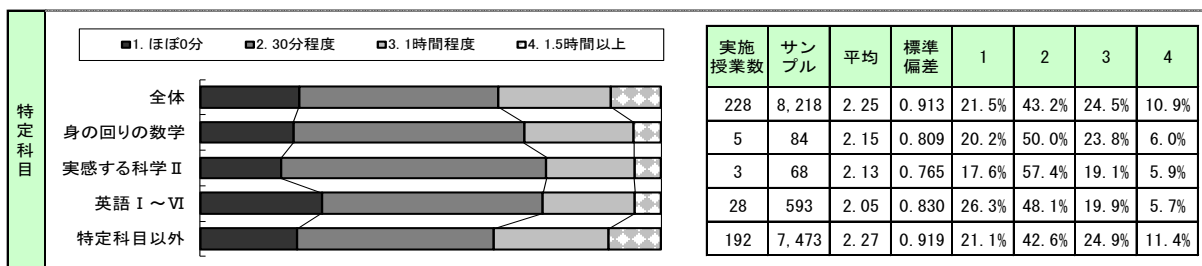 特定科目
■1. ほぼ0分 ■2. 30分程度 ■3. 1時間程度 ■4. 1.5時間以上
全体
身の回りの数学
実感する科学Ⅱ
英語Ⅰ～Ⅵ
特定科目以外
実施授業数 サンプル 平均 標準偏差 1 2 3 4
228 8,218 2.25 0.913 21.5% 43.2% 24.5% 10.9%
5 84 2.15 0.809 20.2% 50.0% 23.8% 6.0%
3 68 2.13 0.765 17.6% 57.4% 19.1% 5.9%
28 593 2.05 0.830 26.3% 48.1% 19.9% 5.7%
192 7,473 2.27 0.919 21.1% 42.6% 24.9% 11.4%